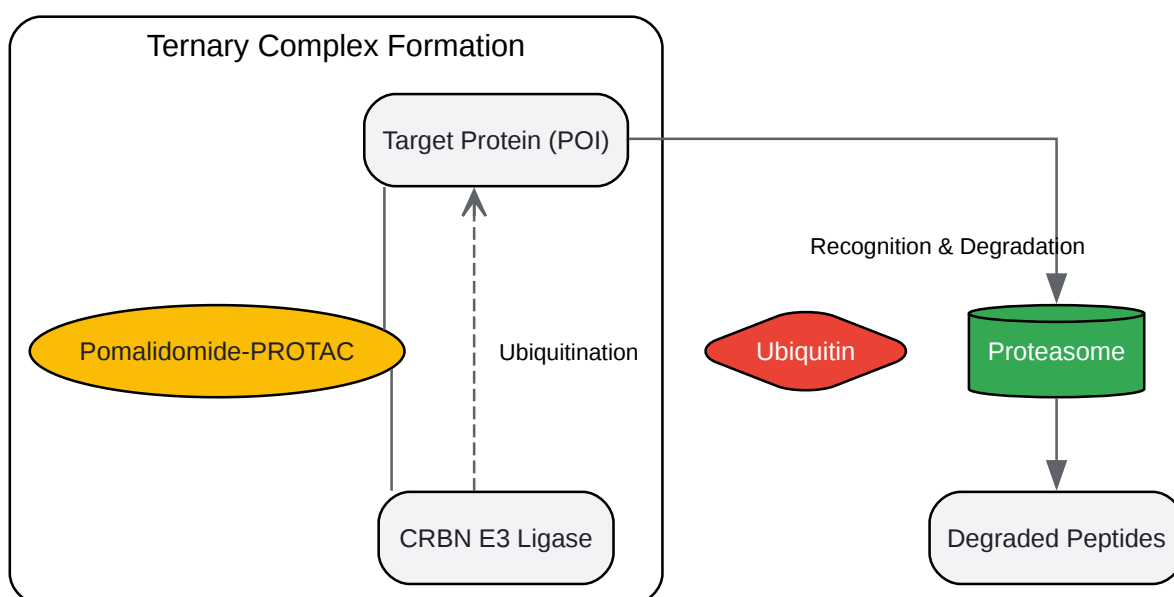 Ternary Complex Formation
Target Protein (POI)
Recognition & Degradation
Pomalidomide-PROTAC
Ubiquitination
Ubiquitin
Proteasome
CRBN E3 Ligase
Degraded Peptides